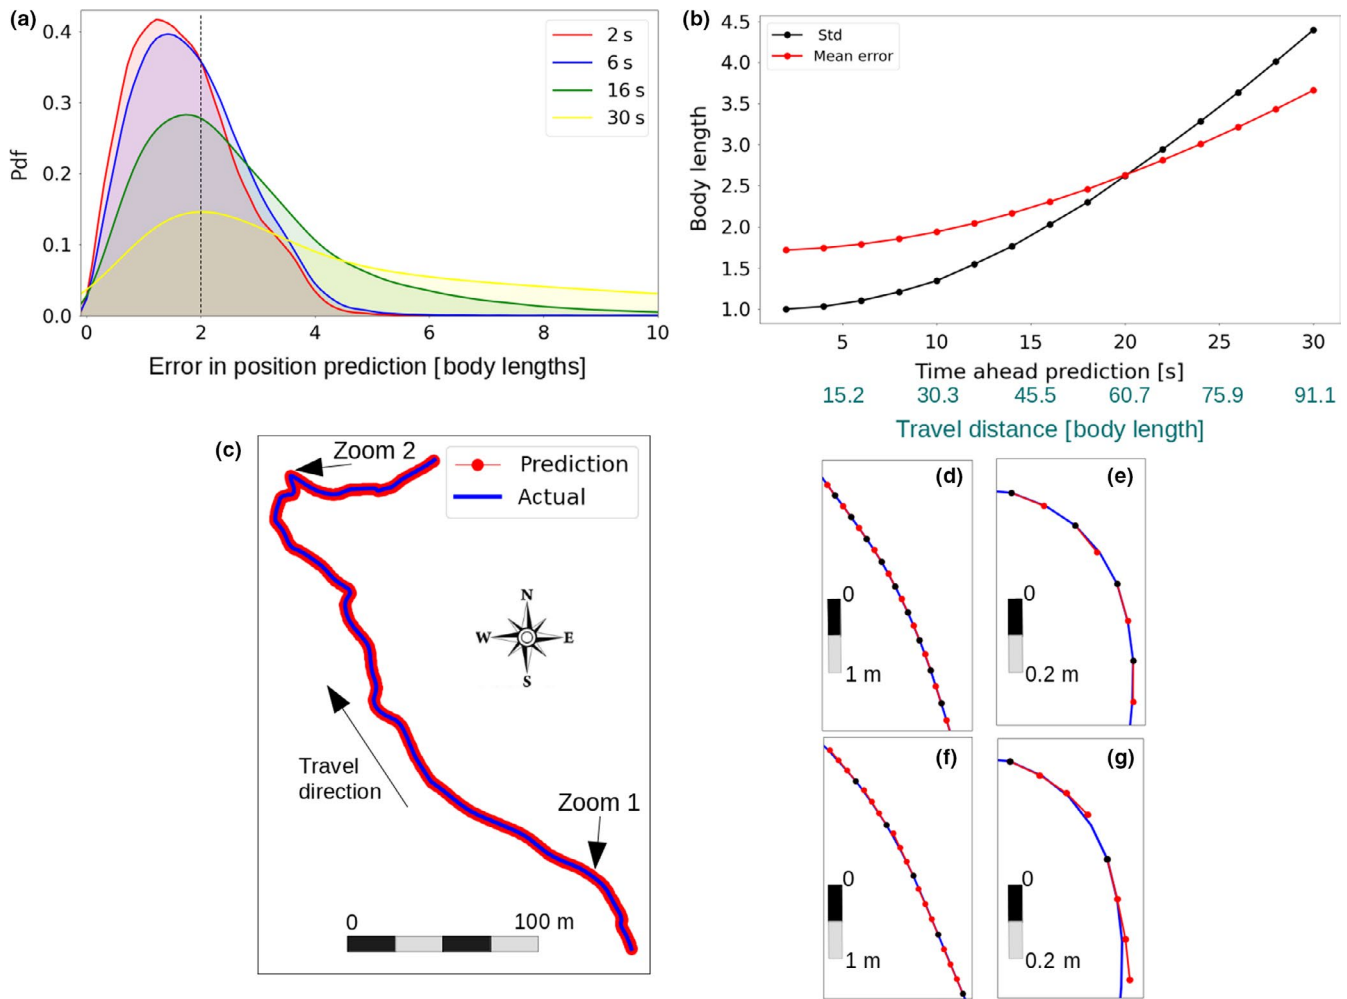 (a)
0.4
0.3
0.2
0.1
0.0
Pdf
2 s
6 s
16 s
30 s
0 2 4 6 8 10
Error in position prediction [body lengths]
(b)
4.5
4.0
3.5
3.0
2.5
2.0
1.5
1.0
Body length
Std
Mean error
5 10 15 20 25 30
Time ahead prediction [s]
15.2 30.3 45.5 60.7 75.9 91.1
Travel distance [body length]
(c)
Zoom 2
Prediction
Actual
N
W E
S
Travel
direction
Zoom 1
0 100 m
(d)
0
1 m
(e)
0
0.2 m
(f)
0
1 m
(g)
0
0.2 m